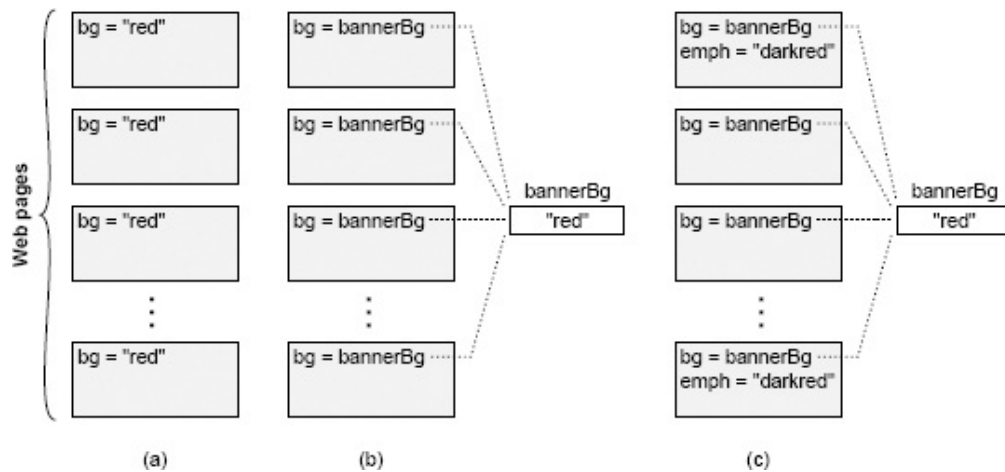 Web pages
bg = "red"
bg = "red"
bg = "red"
bg = "red"
(a)
bg = bannerBg
bg = bannerBg
bg = bannerBg
bg = bannerBg
bannerBg
"red"
(b)
bg = bannerBg
emph = "darkred"
bg = bannerBg
bg = bannerBg
bg = bannerBg
emph = "darkred"
bannerBg
"red"
(c)